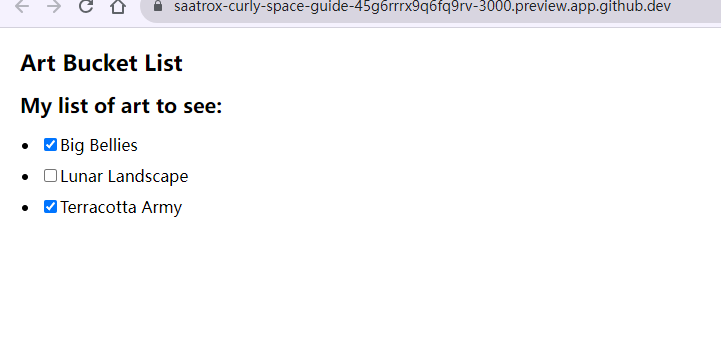 saatrox-curly-space-guide-45g6rrrx9q6fq9rv-3000.preview.app.github.dev
Art Bucket List
My list of art to see:
Big Bellies
Lunar Landscape
Terracotta Army